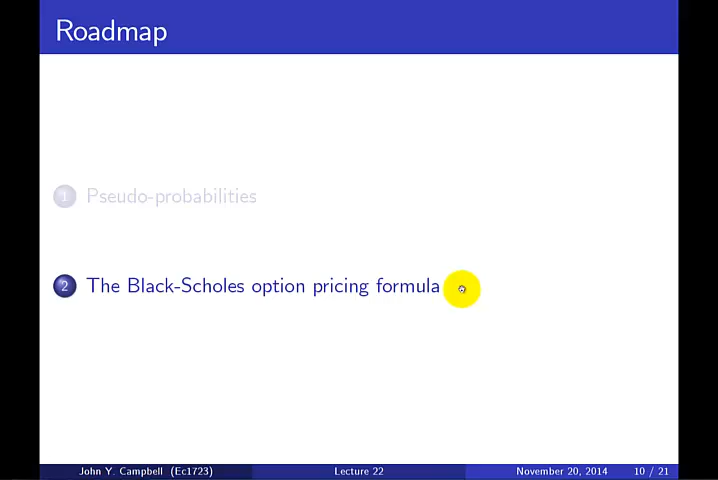 Roadmap
1 Pseudo-probabilities
2 The Black-Scholes option pricing formula
John Y. Campbell (Ec1723) Lecture 22 November 20, 2014 10 / 21